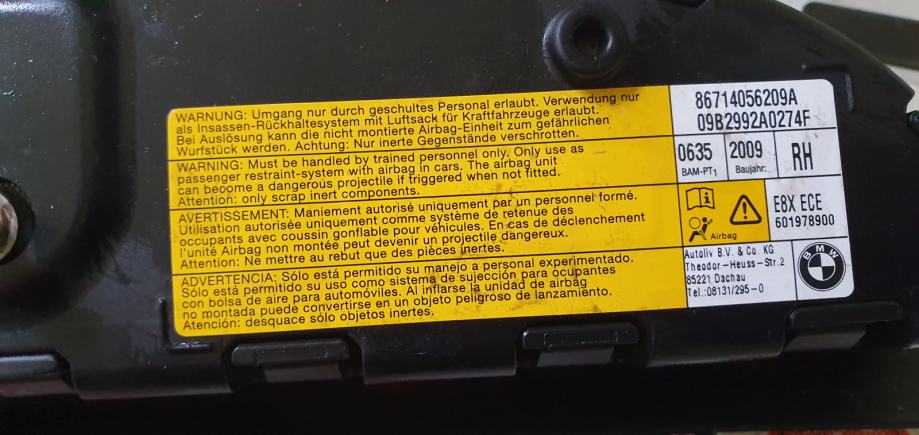 WARNUNG: Umgang nur durch geschultes Personal erlaubt. Verwendung nur
als Insassen-Rückhaltesystem mit Luftsack für Kraftfahrzeuge erlaubt.
Bei Auslösung kann die nicht montierte Airbag-Einheit zum gefährlichen
Wurfstück werden. Achtung: Nur inerte Gegenstände verschrotten.
WARNING: Must be handled by trained personnel only. Only use as
passenger restraint-system with airbag in cars. The airbag unit
can become a dangerous projectile if triggered when not fitted.
Attention: only scrap inert components.
AVERTISSEMENT: Maniement autorisé uniquement par un personnel formé.
Utilisation autorisée uniquement comme système de retenue des
occupants avec coussin gonflable pour véhicules. En cas de déclenchement
l'unité Airbag non montée peut devenir un projectile dangereux.
Attention: Ne mettre au rebut que des pièces inertes.
ADVERTENCIA: Sólo está permitido su manejo a personal experimentado.
Sólo está permitido su uso como sistema de sujección para ocupantes
con bolsa de aire para automóviles. Al inflarse la unidad de airbag
no montada puede convertirse en un objeto peligroso de lanzamiento.
Atención: desguace sólo objetos inertes.
86714056209A
09B2992A0274F
0635 2009 RH
BAM-PT1 Baujahr:
Airbag
E8X ECE
601978900
Autoliv B.V. & Co. KG
Theodor-Heuss-Str.2
85221 Dachau
Tel.:08131/295-0
BMW